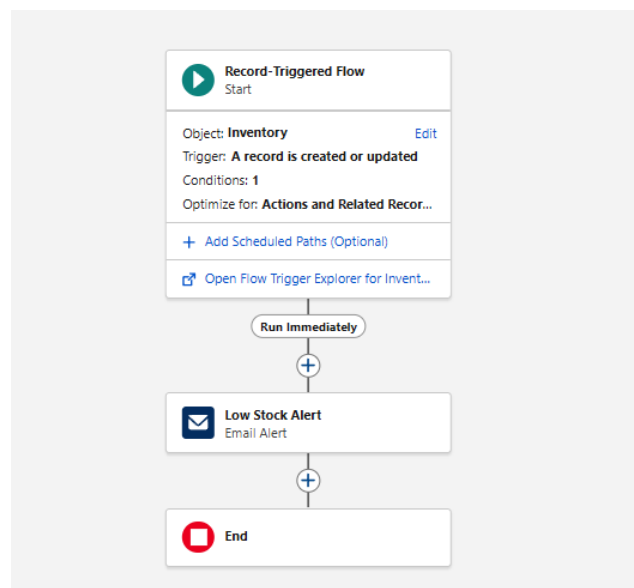 Record-Triggered Flow
Start
Object: Inventory Edit
Trigger: A record is created or updated
Conditions: 1
Optimize for: Actions and Related Recor...
Add Scheduled Paths (Optional)
Open Flow Trigger Explorer for Invent...
Run Immediately
Low Stock Alert
Email Alert
End